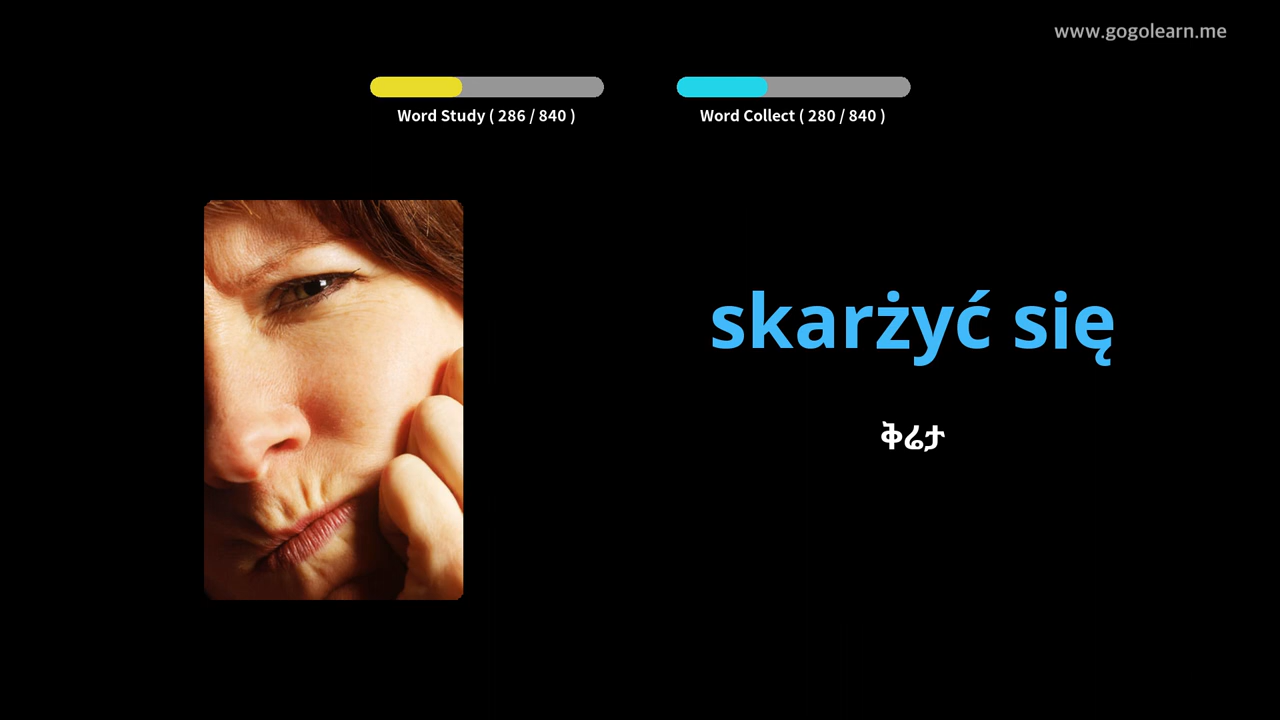 www.gogolearn.me
Word Study ( 286 / 840 )
Word Collect ( 280 / 840 )
skarżyć się
ቅሬታ